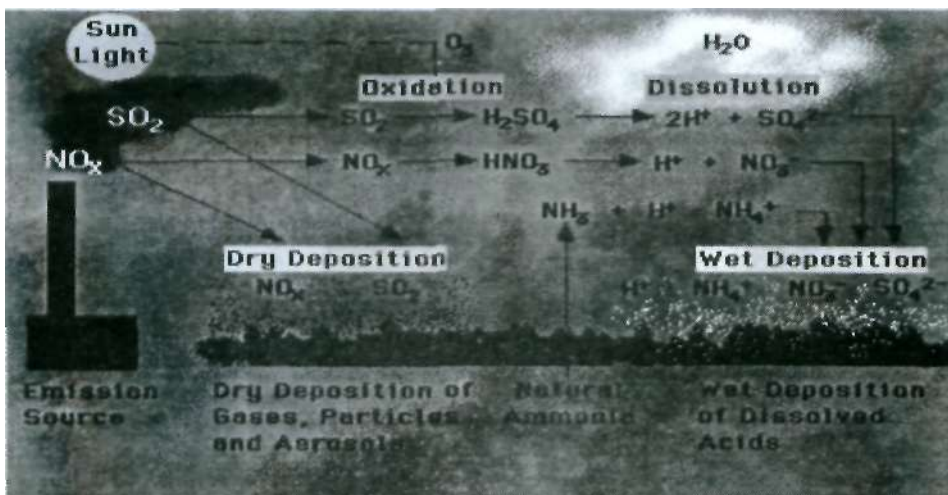 Sun
Light
O₃
H₂O
Oxidation
Dissolution
SO₂
SO₂
H₂SO₄
2H⁺ + SO₄²⁻
NOₓ
NOₓ
HNO₃
H⁺ + NO₃⁻
NH₃ + H⁺
NH₄⁺
Dry Deposition
Wet Deposition
NOₓ
SO₂
H⁺
NH₄⁺
NO₃⁻
SO₄²⁻
Emission
Source
Dry Deposition of
Gases, Particles
and Aerosols
Natural
Ammonia
Wet Deposition
of Dissolved
Acids